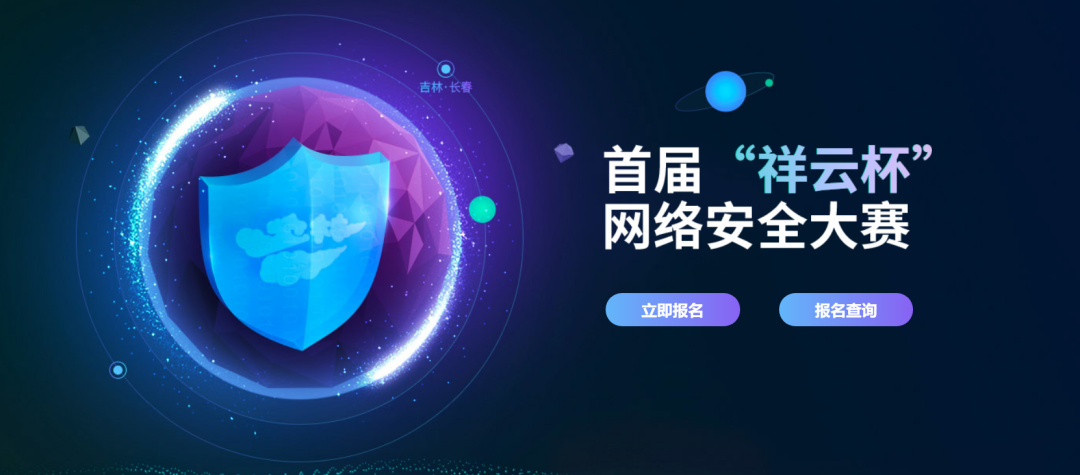 吉林·长春
首届“祥云杯”
网络安全大赛
立即报名
报名查询